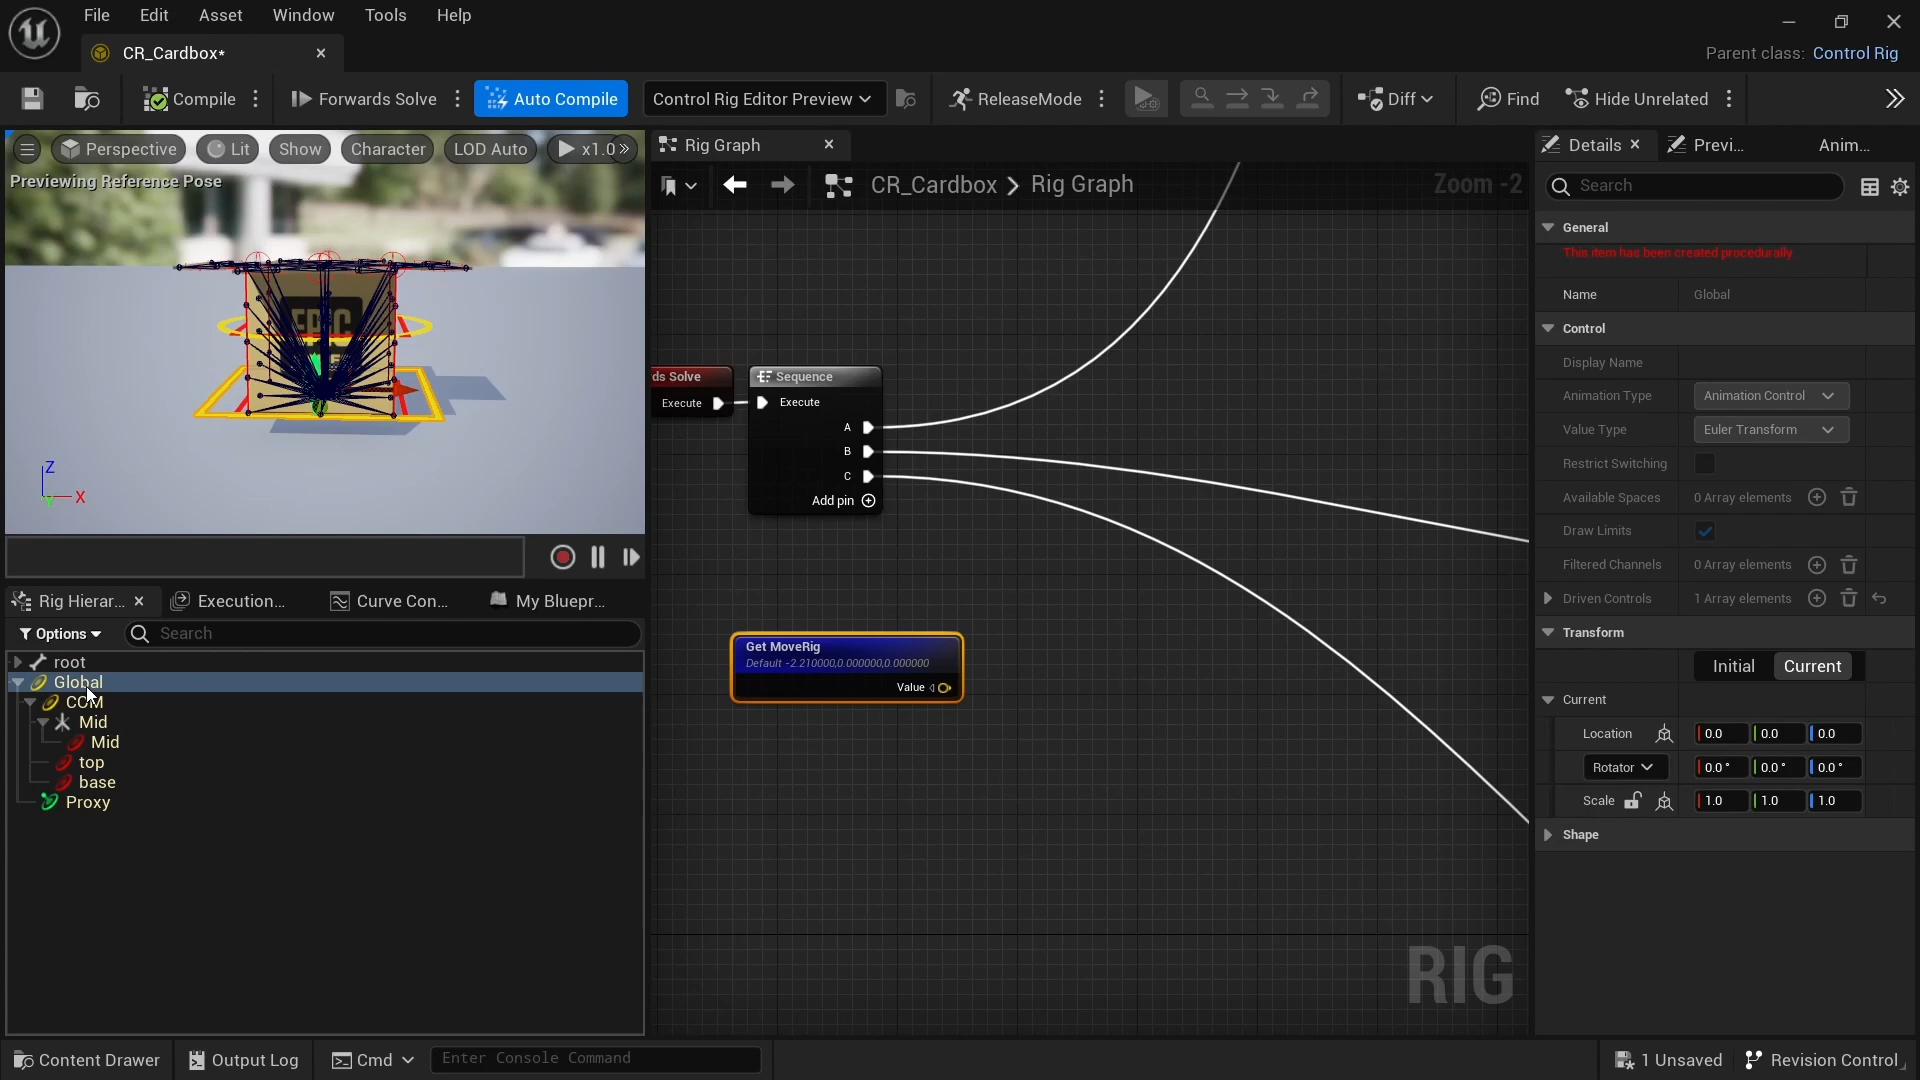 File Edit Asset Window Tools Help
CR_Cardbox*
Parent class: Control Rig
Compile Forwards Solve Auto Compile Control Rig Editor Preview ReleaseMode Diff Find Hide Unrelated
Perspective Lit Show Character LOD Auto x1.0
Previewing Reference Pose
EPIC
Z
X
Y
Rig Hierar... Execution... Curve Con... My Bluepr...
Options Search
root
Global
COM
Mid
Mid
top
base
Proxy
Rig Graph
CR_Cardbox > Rig Graph
Zoom -2
ds Solve
Execute
Sequence
Execute
A
B
C
Add pin
Get MoveRig
Default -2.210000,0.000000,0.000000
Value
RIG
Details Previ... Anim...
Search
General
This item has been created procedurally
Name Global
Control
Display Name
Animation Type Animation Control
Value Type Euler Transform
Restrict Switching
Available Spaces 0 Array elements
Draw Limits
Filtered Channels 0 Array elements
Driven Controls 1 Array elements
Transform
Initial Current
Current
Location 0.0 0.0 0.0
Rotator 0.0 ° 0.0 ° 0.0 °
Scale 1.0 1.0 1.0
Shape
Content Drawer Output Log Cmd Enter Console Command
1 Unsaved Revision Control